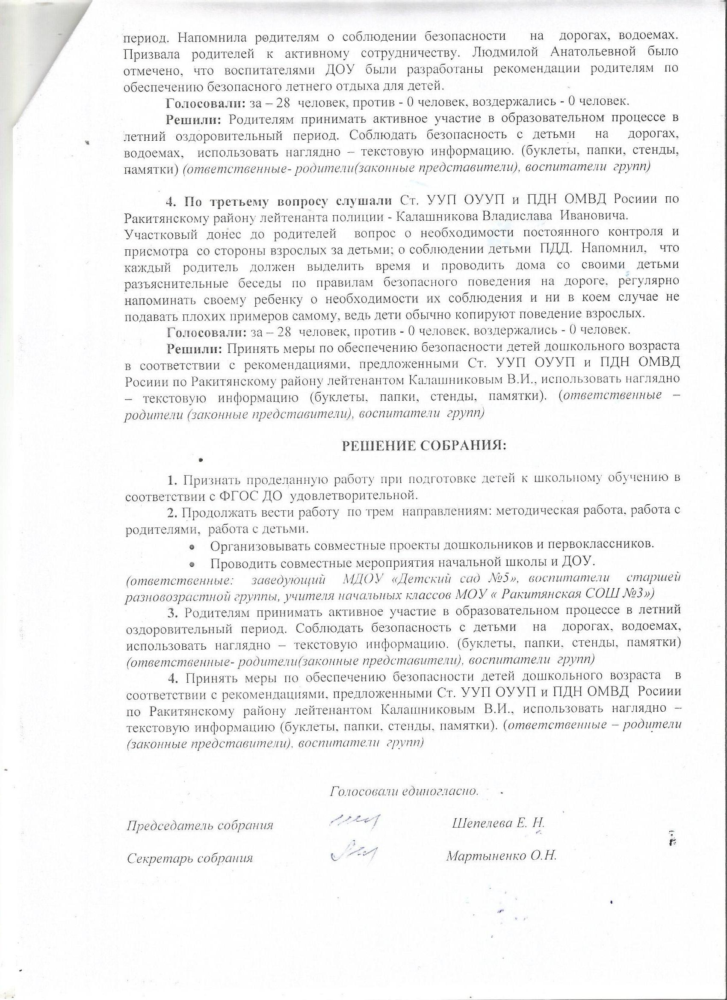 период. Напомнила родителям о соблюдении безопасности на дорогах, водоемах.
Призвала родителей к активному сотрудничеству. Людмилой Анатольевной было
отмечено, что воспитателями ДОУ были разработаны рекомендации родителям по
обеспечению безопасного летнего отдыха для детей.
Голосовали: за – 28 человек, против - 0 человек, воздержались - 0 человек.
Решили: Родителям принимать активное участие в образовательном процессе в
летний оздоровительный период. Соблюдать безопасность с детьми на дорогах,
водоемах, использовать наглядно – текстовую информацию. (буклеты, папки, стенды,
памятки) (ответственные- родители(законные представители), воспитатели групп)
4. По третьему вопросу слушали Ст. УУП ОУУП и ПДН ОМВД Росиии по
Ракитянскому району лейтенанта полиции - Калашникова Владислава Ивановича.
Участковый донес до родителей вопрос о необходимости постоянного контроля и
присмотра со стороны взрослых за детьми; о соблюдении детьми ПДД. Напомнил, что
каждый родитель должен выделить время и проводить дома со своими детьми
разъяснительные беседы по правилам безопасного поведения на дороге, регулярно
напоминать своему ребенку о необходимости их соблюдения и ни в коем случае не
подавать плохих примеров самому, ведь дети обычно копируют поведение взрослых.
Голосовали: за – 28 человек, против - 0 человек, воздержались - 0 человек.
Решили: Принять меры по обеспечению безопасности детей дошкольного возраста
в соответствии с рекомендациями, предложенными Ст. УУП ОУУП и ПДН ОМВД
Росиии по Ракитянскому району лейтенантом Калашниковым В.И., использовать наглядно
– текстовую информацию (буклеты, папки, стенды, памятки). (ответственные –
родители (законные представители), воспитатели групп)
РЕШЕНИЕ СОБРАНИЯ:
1. Признать проделанную работу при подготовке детей к школьному обучению в
соответствии с ФГОС ДО удовлетворительной.
2. Продолжать вести работу по трем направлениям: методическая работа, работа с
родителями, работа с детьми.
• Организовывать совместные проекты дошкольников и первоклассников.
• Проводить совместные мероприятия начальной школы и ДОУ.
(ответственные: заведующий МДОУ «Детский сад №5», воспитатели старшей
разновозрастной группы, учителя начальных классов МОУ « Ракитянская СОШ №3»)
3. Родителям принимать активное участие в образовательном процессе в летний
оздоровительный период. Соблюдать безопасность с детьми на дорогах, водоемах,
использовать наглядно – текстовую информацию. (буклеты, папки, стенды, памятки)
(ответственные- родители(законные представители), воспитатели групп)
4. Принять меры по обеспечению безопасности детей дошкольного возраста в
соответствии с рекомендациями, предложенными Ст. УУП ОУУП и ПДН ОМВД Росиии
по Ракитянскому району лейтенантом Калашниковым В.И., использовать наглядно –
текстовую информацию (буклеты, папки, стенды, памятки). (ответственные – родители
(законные представители), воспитатели групп)
Голосовали единогласно.
Председатель собрания Шепелева Е. Н.
Секретарь собрания Мартыненко О.Н.